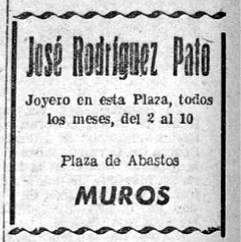 José Rodríguez Pato
Joyero en esta Plaza, todos
los meses, del 2 al 10
Plaza de Abastos
MUROS